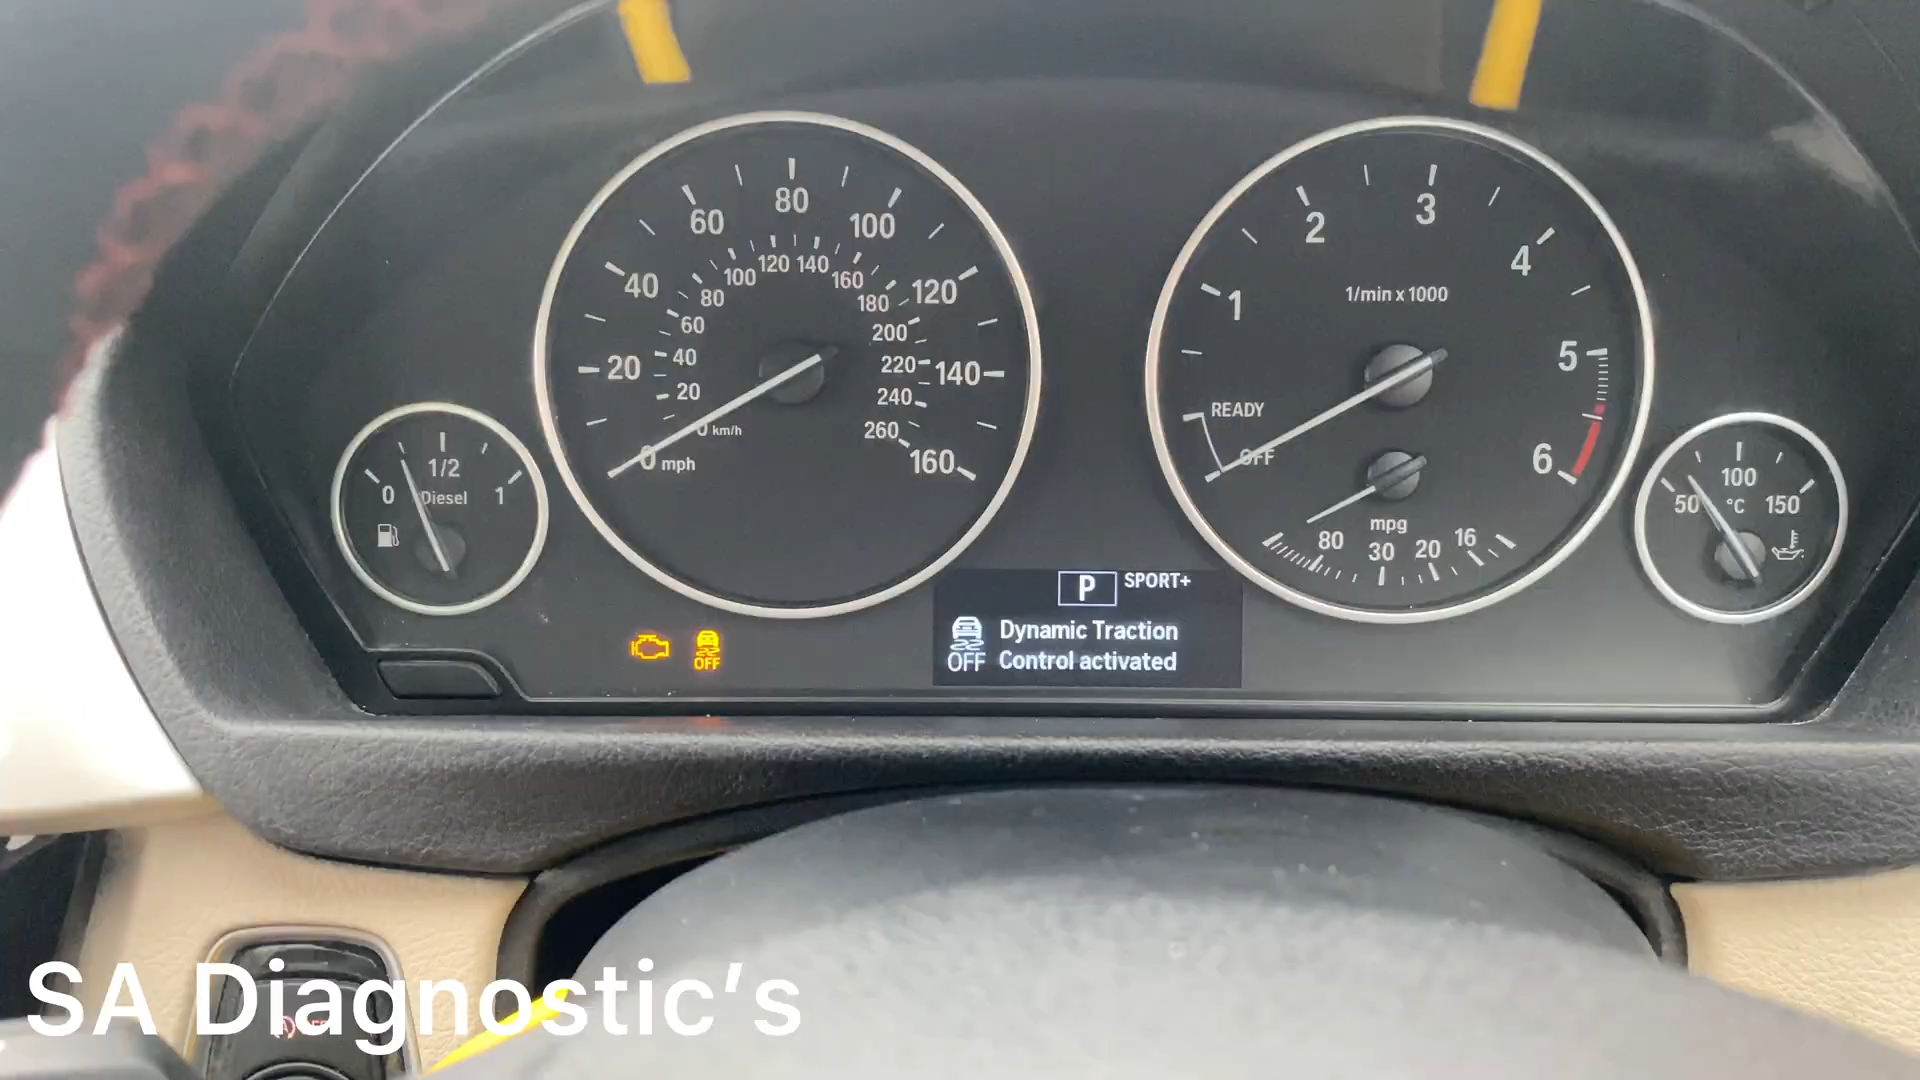 60
80
100
40
120
20
140
0 mph
160
120
140
100
160
80
180
60
200
40
220
20
240
0 km/h
260
0
1/2
1
Diesel
1
2
3
4
5
6
1/min x 1000
READY
OFF
mpg
80
30
20
16
50
100
150
°C
P
SPORT+
OFF
OFF
Dynamic Traction
Control activated
SA Diagnostic’s